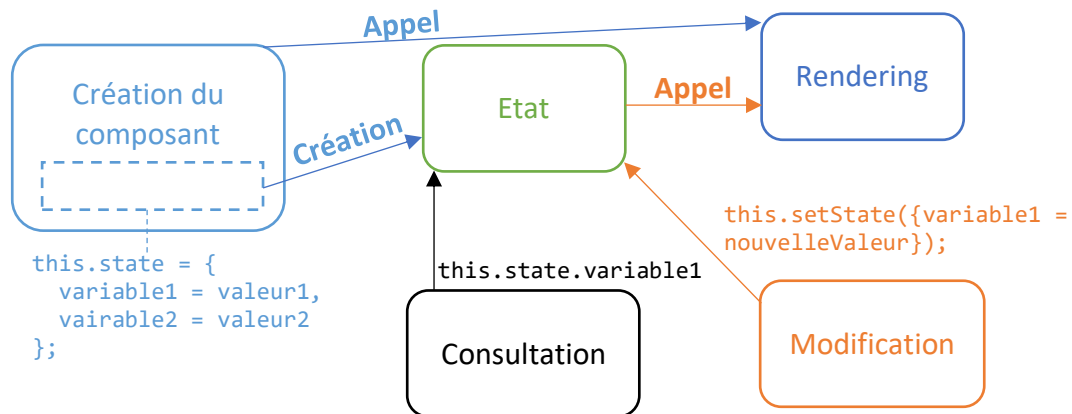 Appel
Création du
composant
Création
Etat
Appel
Rendering
this.state = {
variable1 = valeur1,
vairable2 = valeur2
};
this.state.variable1
Consultation
this.setState({variable1 =
nouvelleValeur});
Modification